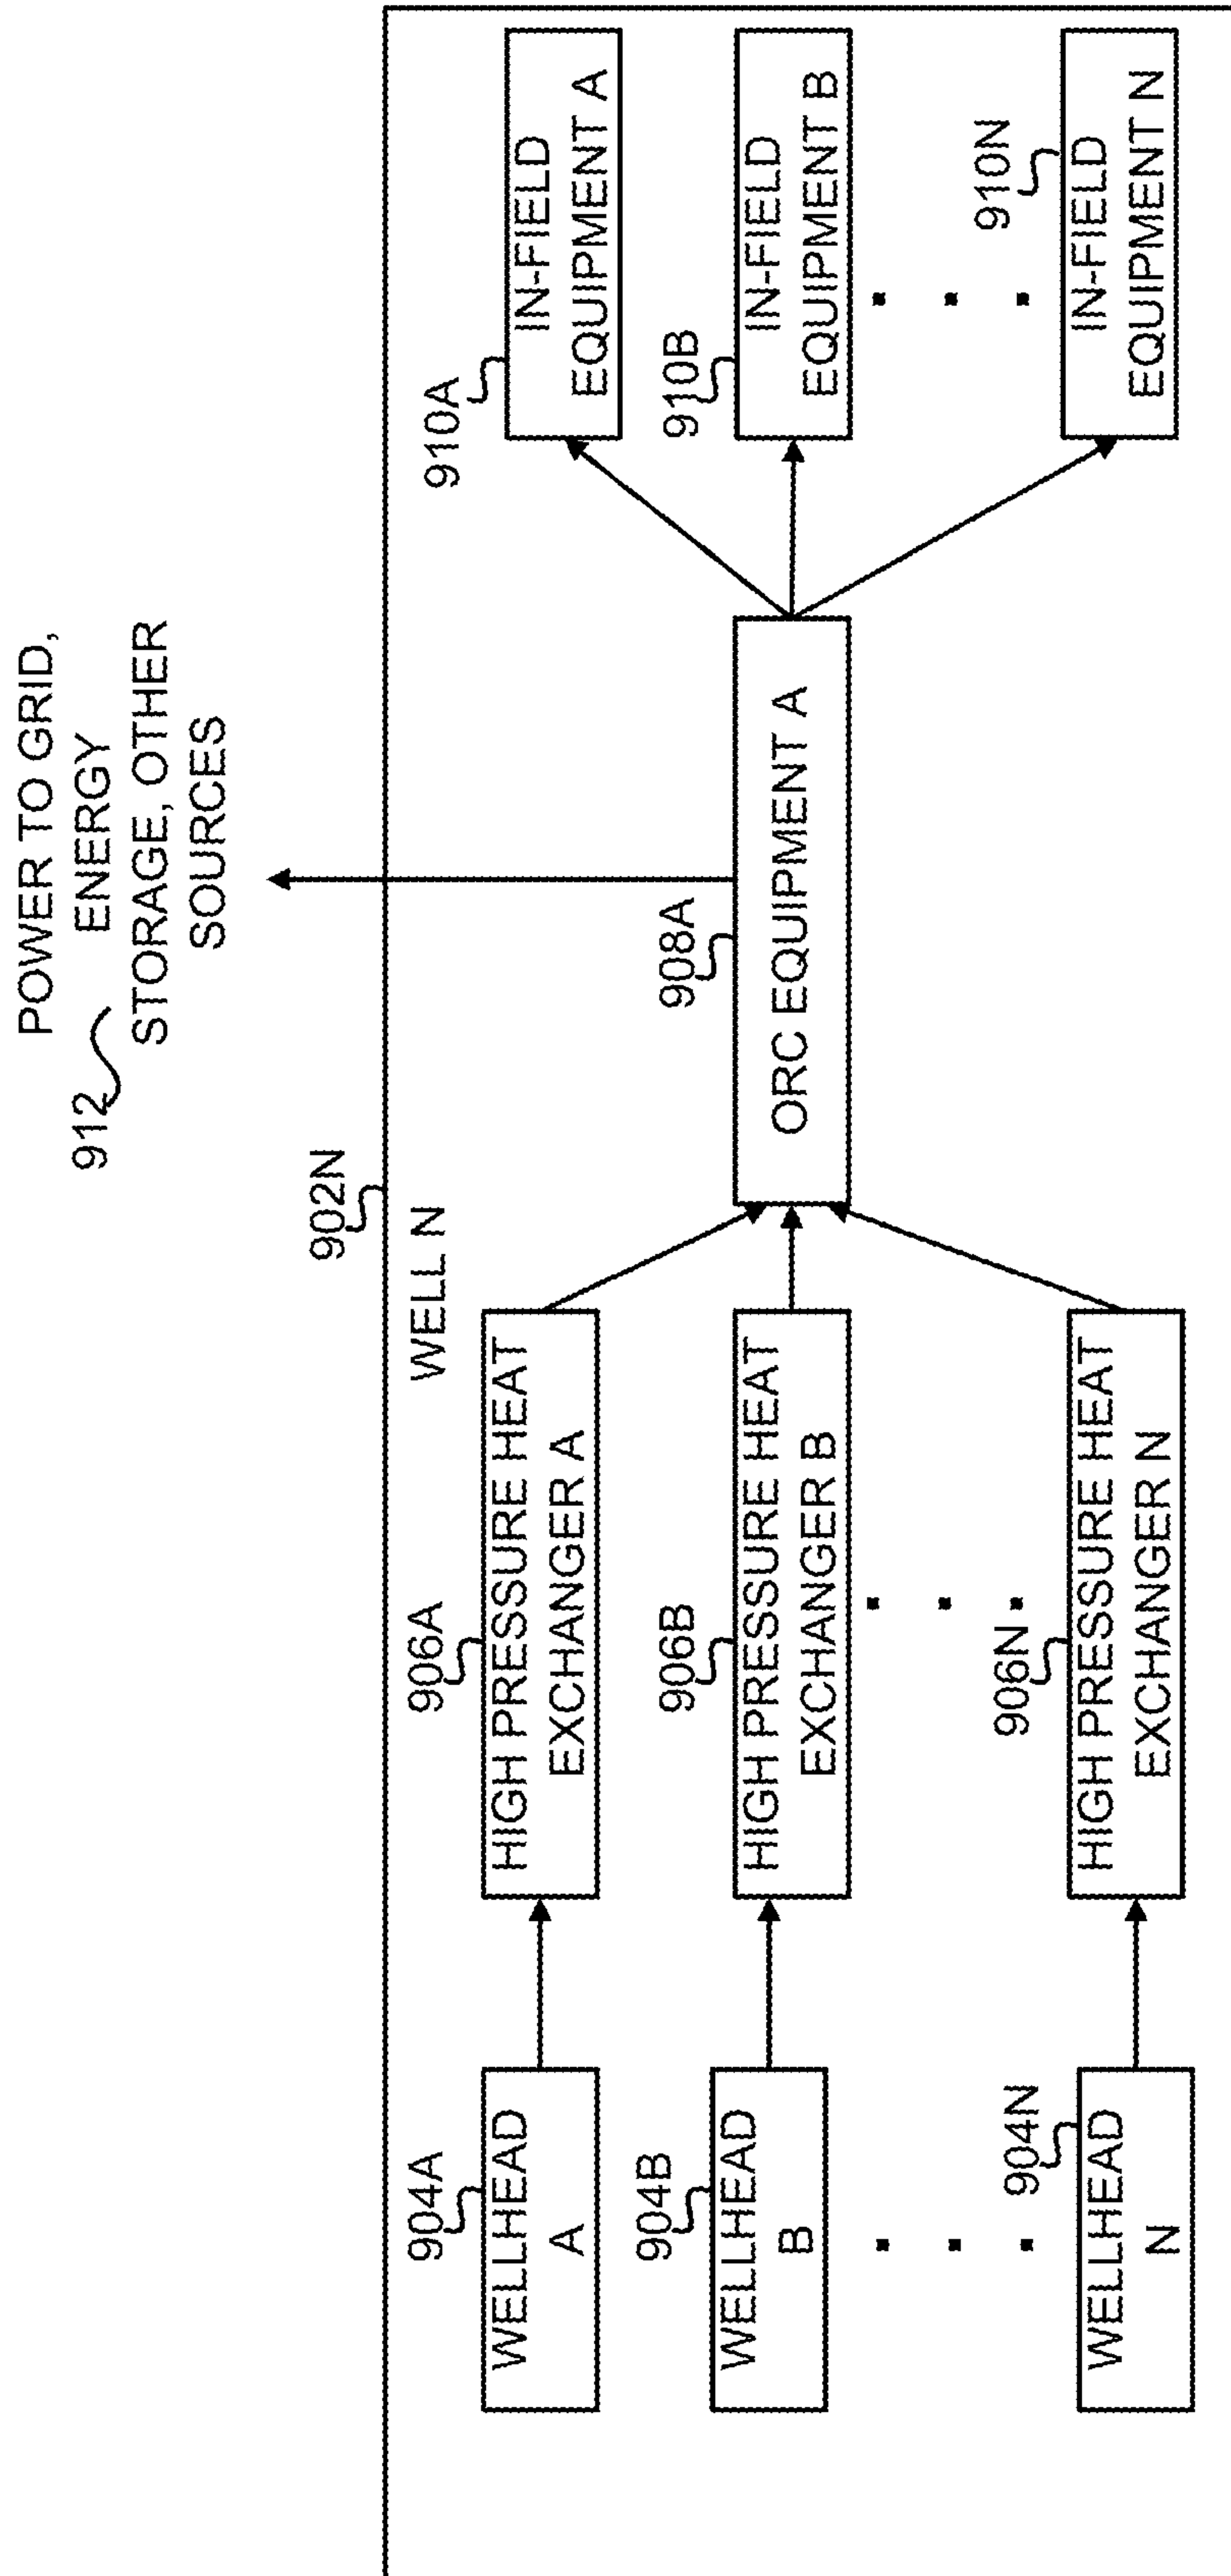 POWER TO GRID,
ENERGY
STORAGE, OTHER
SOURCES
912
902N
WELL N
904A
WELLHEAD
A
906A
HIGH PRESSURE HEAT
EXCHANGER A
910A
IN-FIELD
EQUIPMENT A
904B
WELLHEAD
B
906B
HIGH PRESSURE HEAT
EXCHANGER B
908A
ORC EQUIPMENT A
910B
IN-FIELD
EQUIPMENT B
904N
WELLHEAD
N
906N
HIGH PRESSURE HEAT
EXCHANGER N
910N
IN-FIELD
EQUIPMENT N